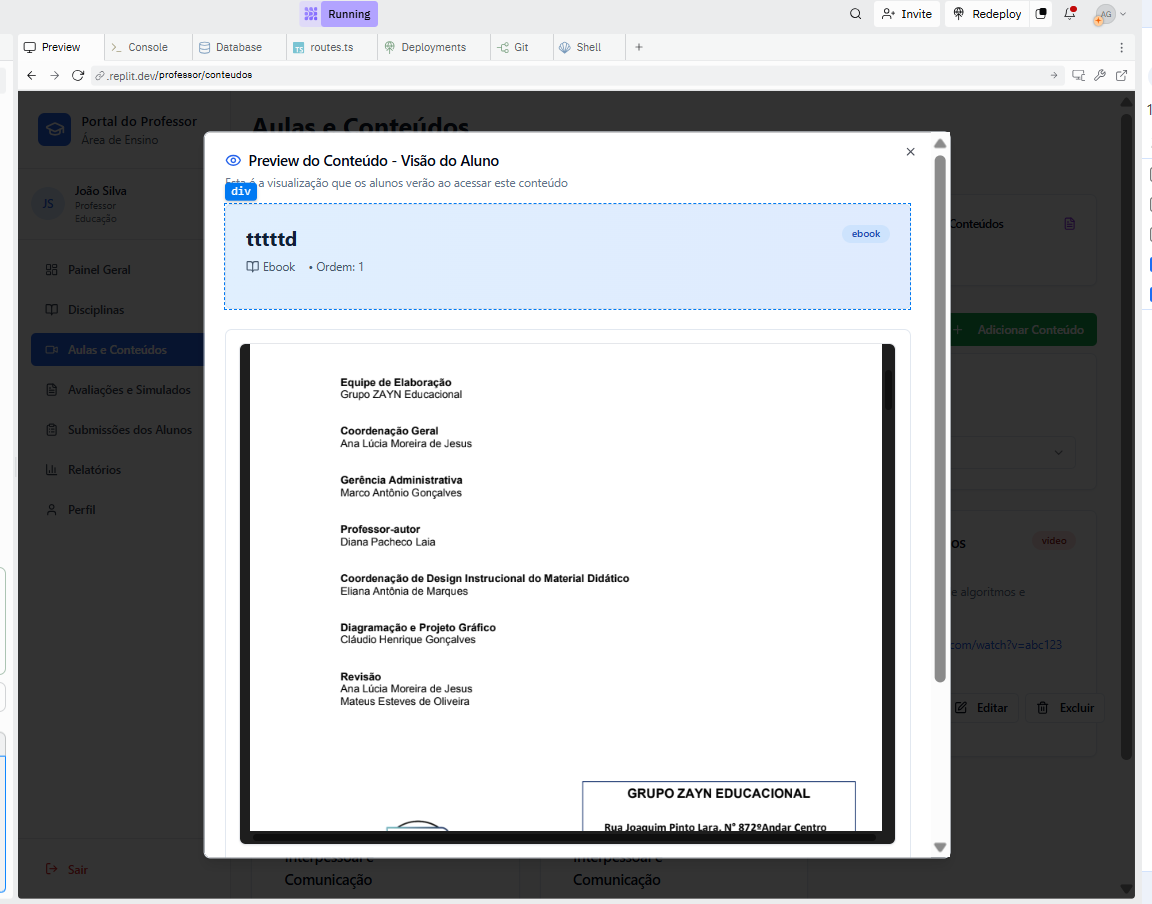 Running
Invite
Redeploy
AG
Preview
Console
Database
routes.ts
Deployments
Git
Shell
.replit.dev/professor/conteudos
Portal do Professor
Área de Ensino
Aulas e Conteúdos
JS
João Silva
Professor
Educação
Painel Geral
Disciplinas
Aulas e Conteúdos
Avaliações e Simulados
Submissões dos Alunos
Relatórios
Perfil
Sair
Preview do Conteúdo - Visão do Aluno
Esta é a visualização que os alunos verão ao acessar este conteúdo
div
tttttd
ebook
Ebook • Ordem: 1
Equipe de Elaboração
Grupo ZAYN Educacional
Coordenação Geral
Ana Lúcia Moreira de Jesus
Gerência Administrativa
Marco Antônio Gonçalves
Professor-autor
Diana Pacheco Laia
Coordenação de Design Instrucional do Material Didático
Eliana Antônia de Marques
Diagramação e Projeto Gráfico
Cláudio Henrique Gonçalves
Revisão
Ana Lúcia Moreira de Jesus
Mateus Esteves de Oliveira
GRUPO ZAYN EDUCACIONAL
Rua Joaquim Pinto Lara, N° 872ºAndar Centro
Conteúdos
+ Adicionar Conteúdo
os
video
e algoritmos e
com/watch?v=abc123
Editar
Excluir
Interpessoal e
Comunicação
Interpessoal e
Comunicação